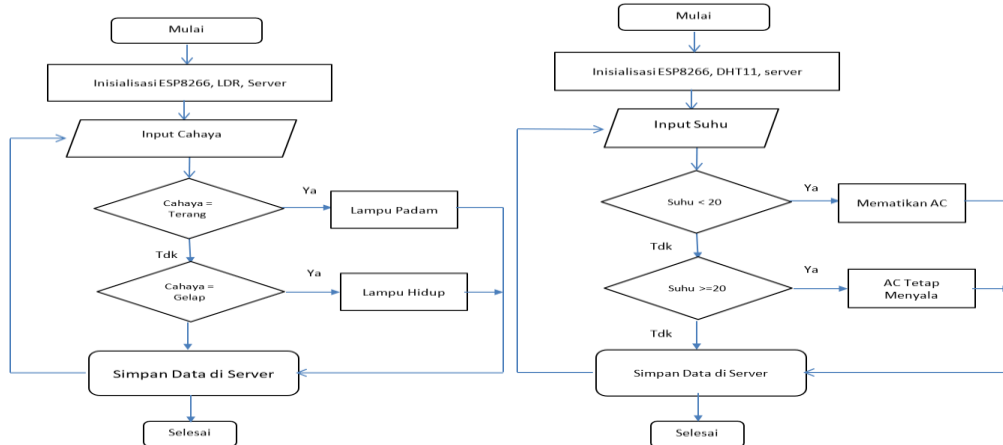 Mulai
Inisialisasi ESP8266, LDR, Server
Input Cahaya
Cahaya =
Terang
Ya
Lampu Padam
Tdk
Cahaya =
Gelap
Ya
Lampu Hidup
Simpan Data di Server
Selesai
Mulai
Inisialisasi ESP8266, DHT11, server
Input Suhu
Suhu < 20
Ya
Mematikan AC
Tdk
Suhu >=20
Ya
AC Tetap
Menyala
Tdk
Simpan Data di Server
Selesai